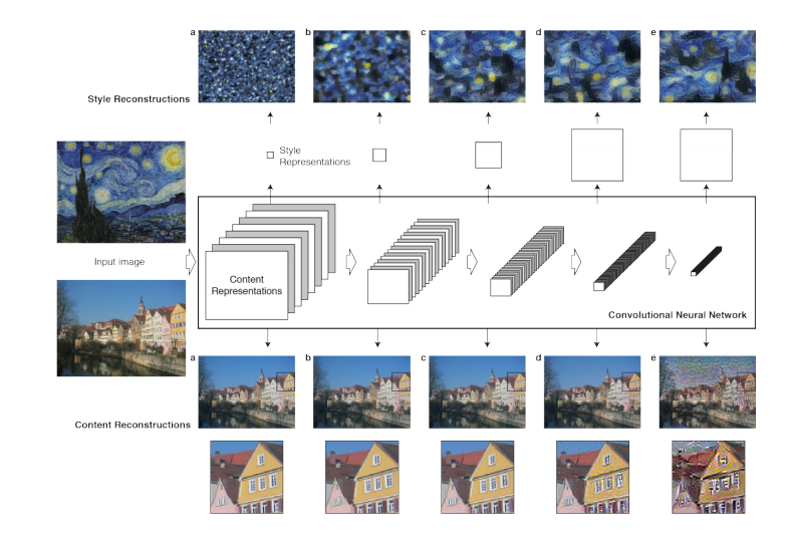 a b c d e
Style Reconstructions
Style
Representations
Input image
Content
Representations
Convolutional Neural Network
a b c d e
Content Reconstructions